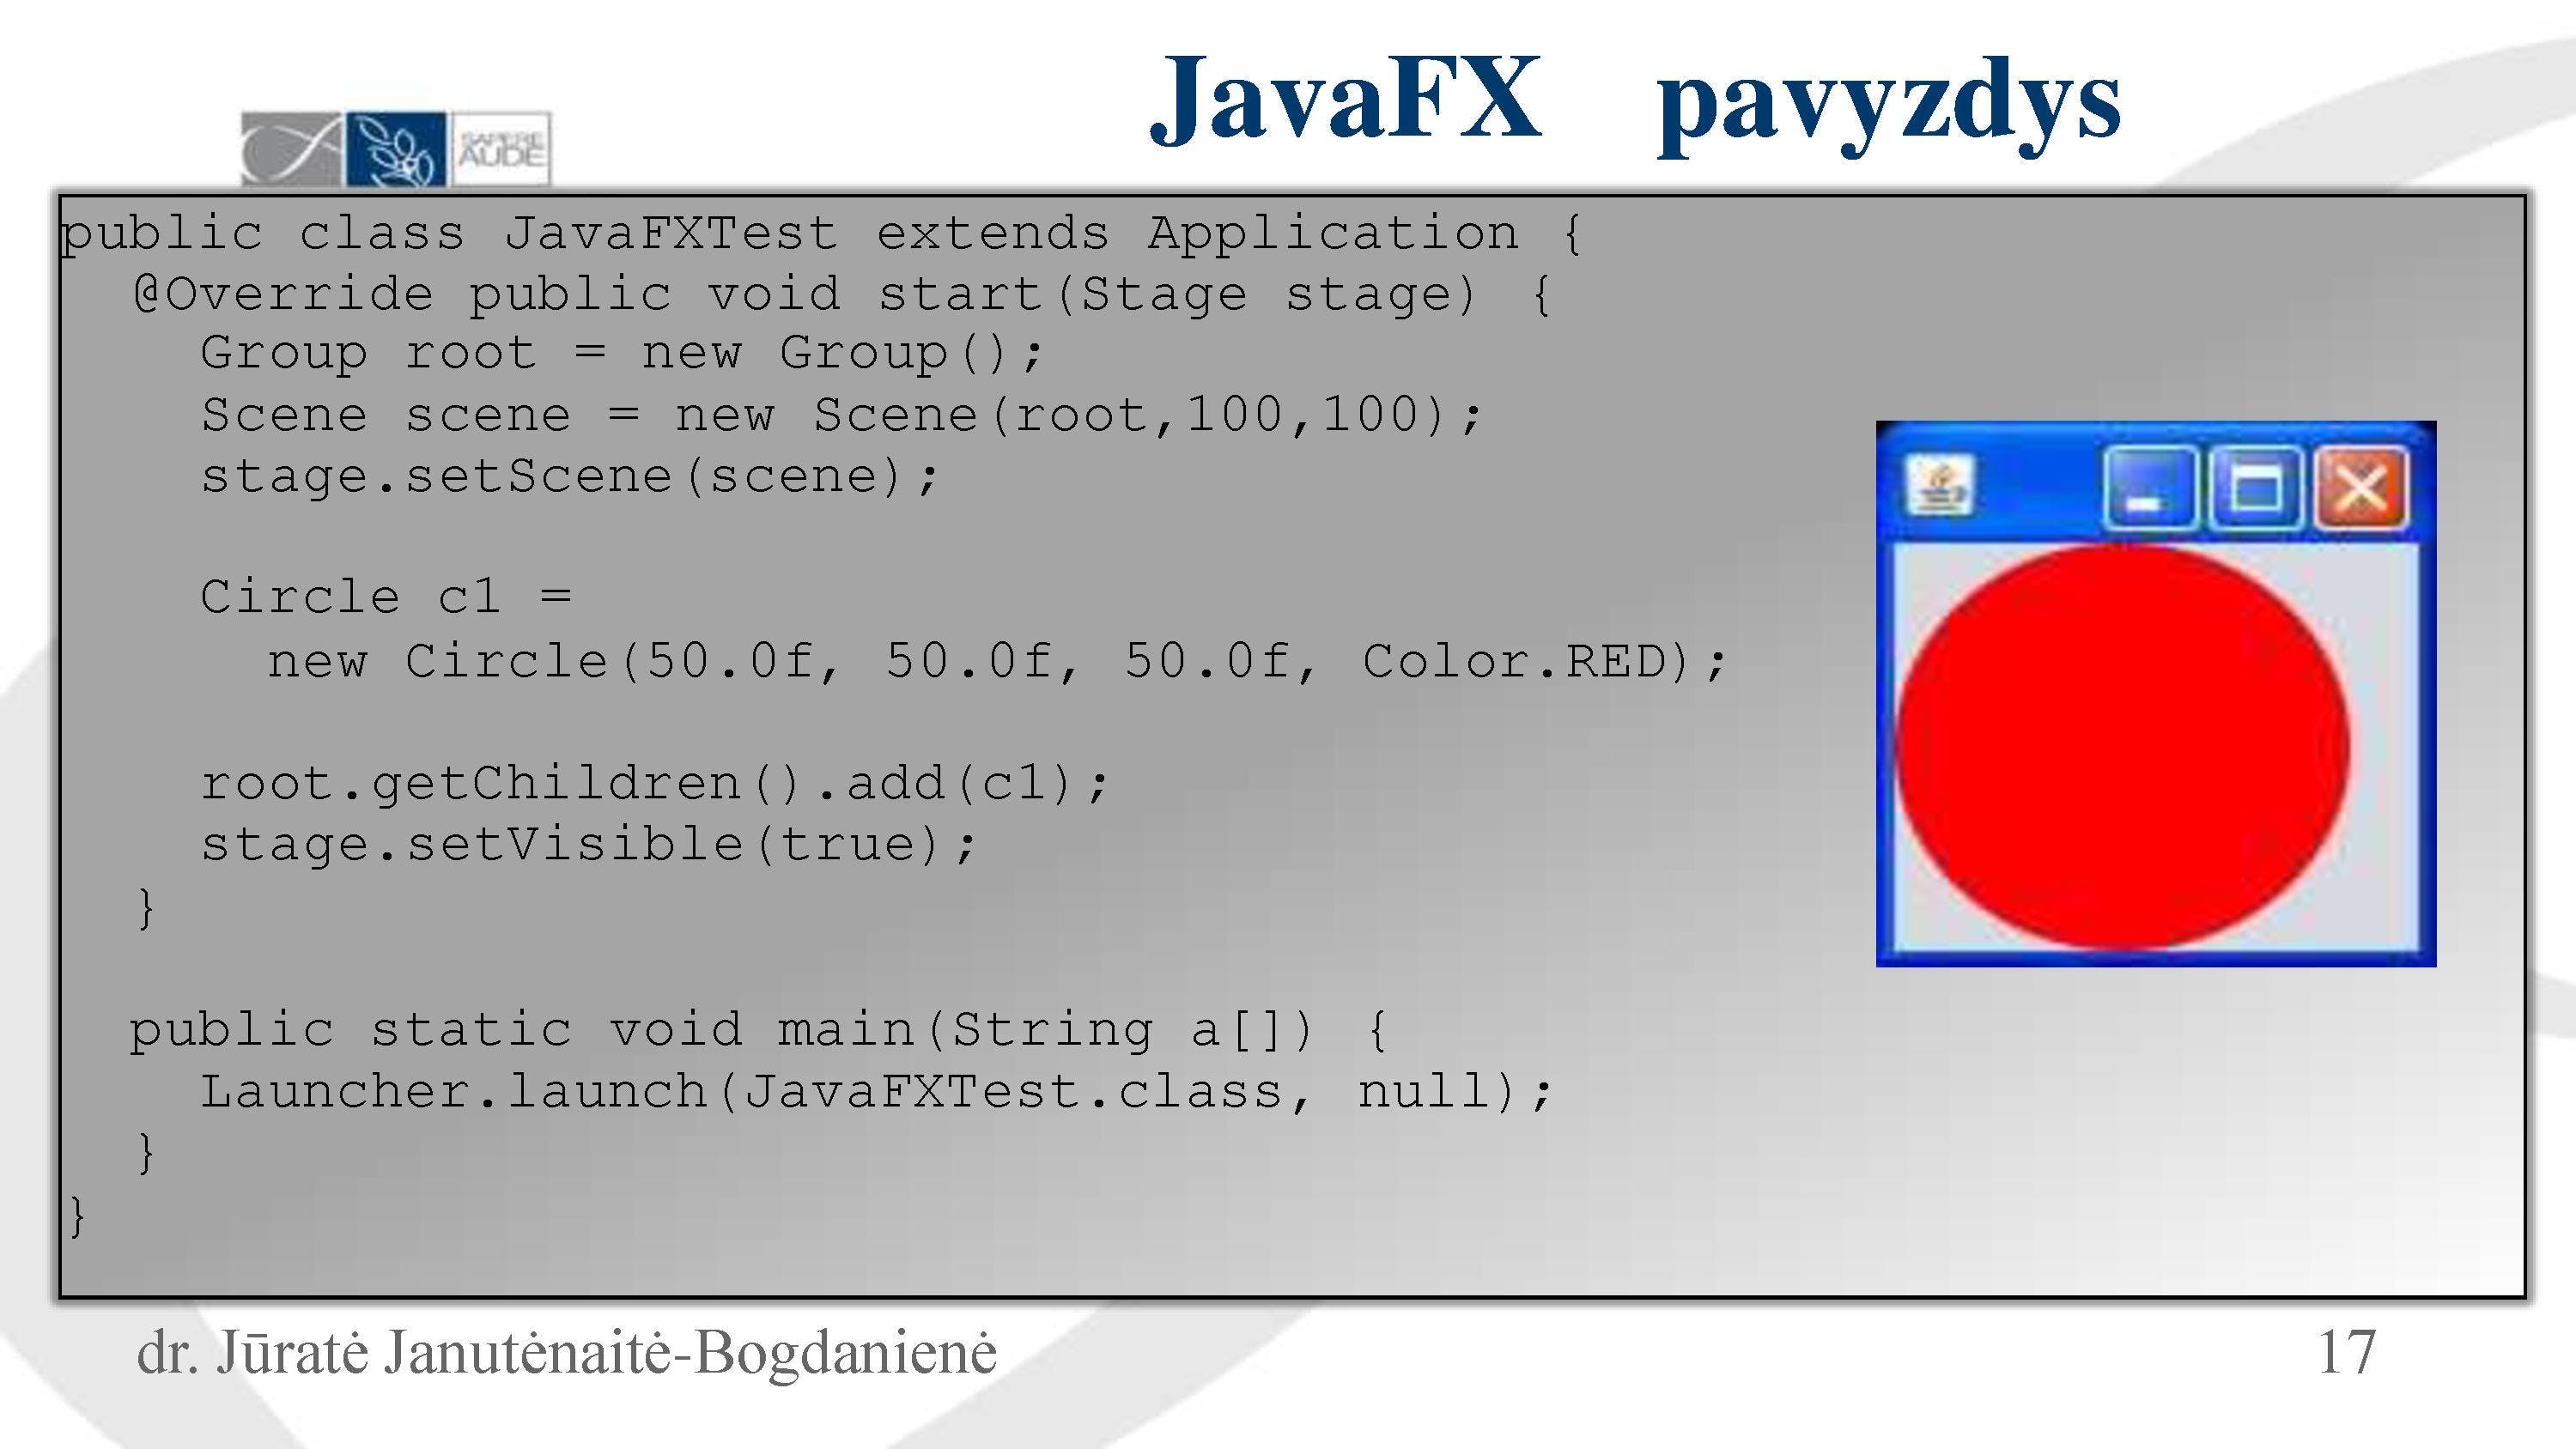 JavaFX pavyzdys
SAPERE
AUDE
public class JavaFXTest extends Application {
  @Override public void start(Stage stage) {
    Group root = new Group();
    Scene scene = new Scene(root,100,100);
    stage.setScene(scene);
    Circle c1 =
      new Circle(50.0f, 50.0f, 50.0f, Color.RED);
    root.getChildren().add(c1);
    stage.setVisible(true);
  }
  public static void main(String a[]) {
    Launcher.launch(JavaFXTest.class, null);
  }
}
dr. Jūratė Janutėnaitė-Bogdanienė
17